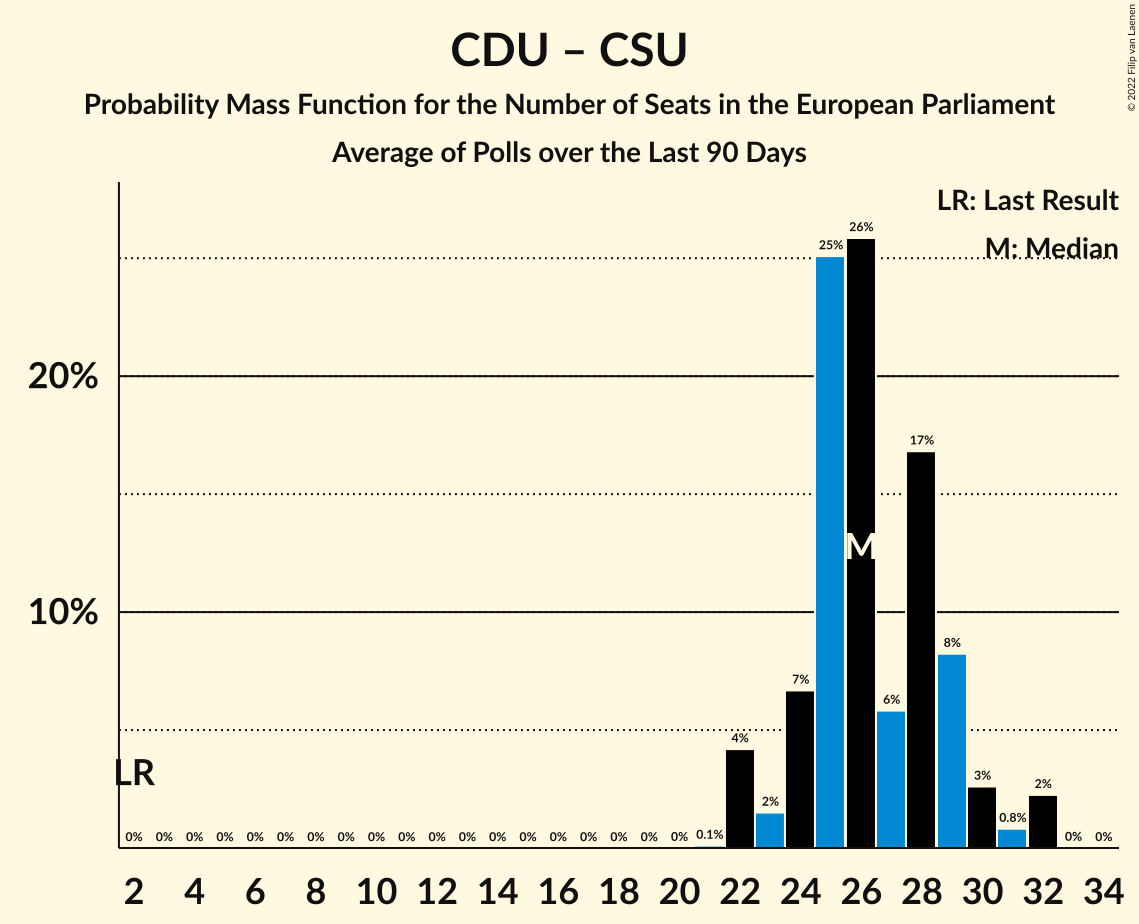 CDU – CSU
Probability Mass Function for the Number of Seats in the European Parliament
Average of Polls over the Last 90 Days
© 2022 Filip van Laenen
LR: Last Result
M: Median
26%
25%
20%
17%
M
10%
8%
7%
6%
4%
LR
3%
2%
2%
0.8%
0% 0% 0% 0% 0% 0% 0% 0% 0% 0% 0% 0% 0% 0% 0% 0% 0% 0% 0% 0.1% 0% 0%
2 4 6 8 10 12 14 16 18 20 22 24 26 28 30 32 34